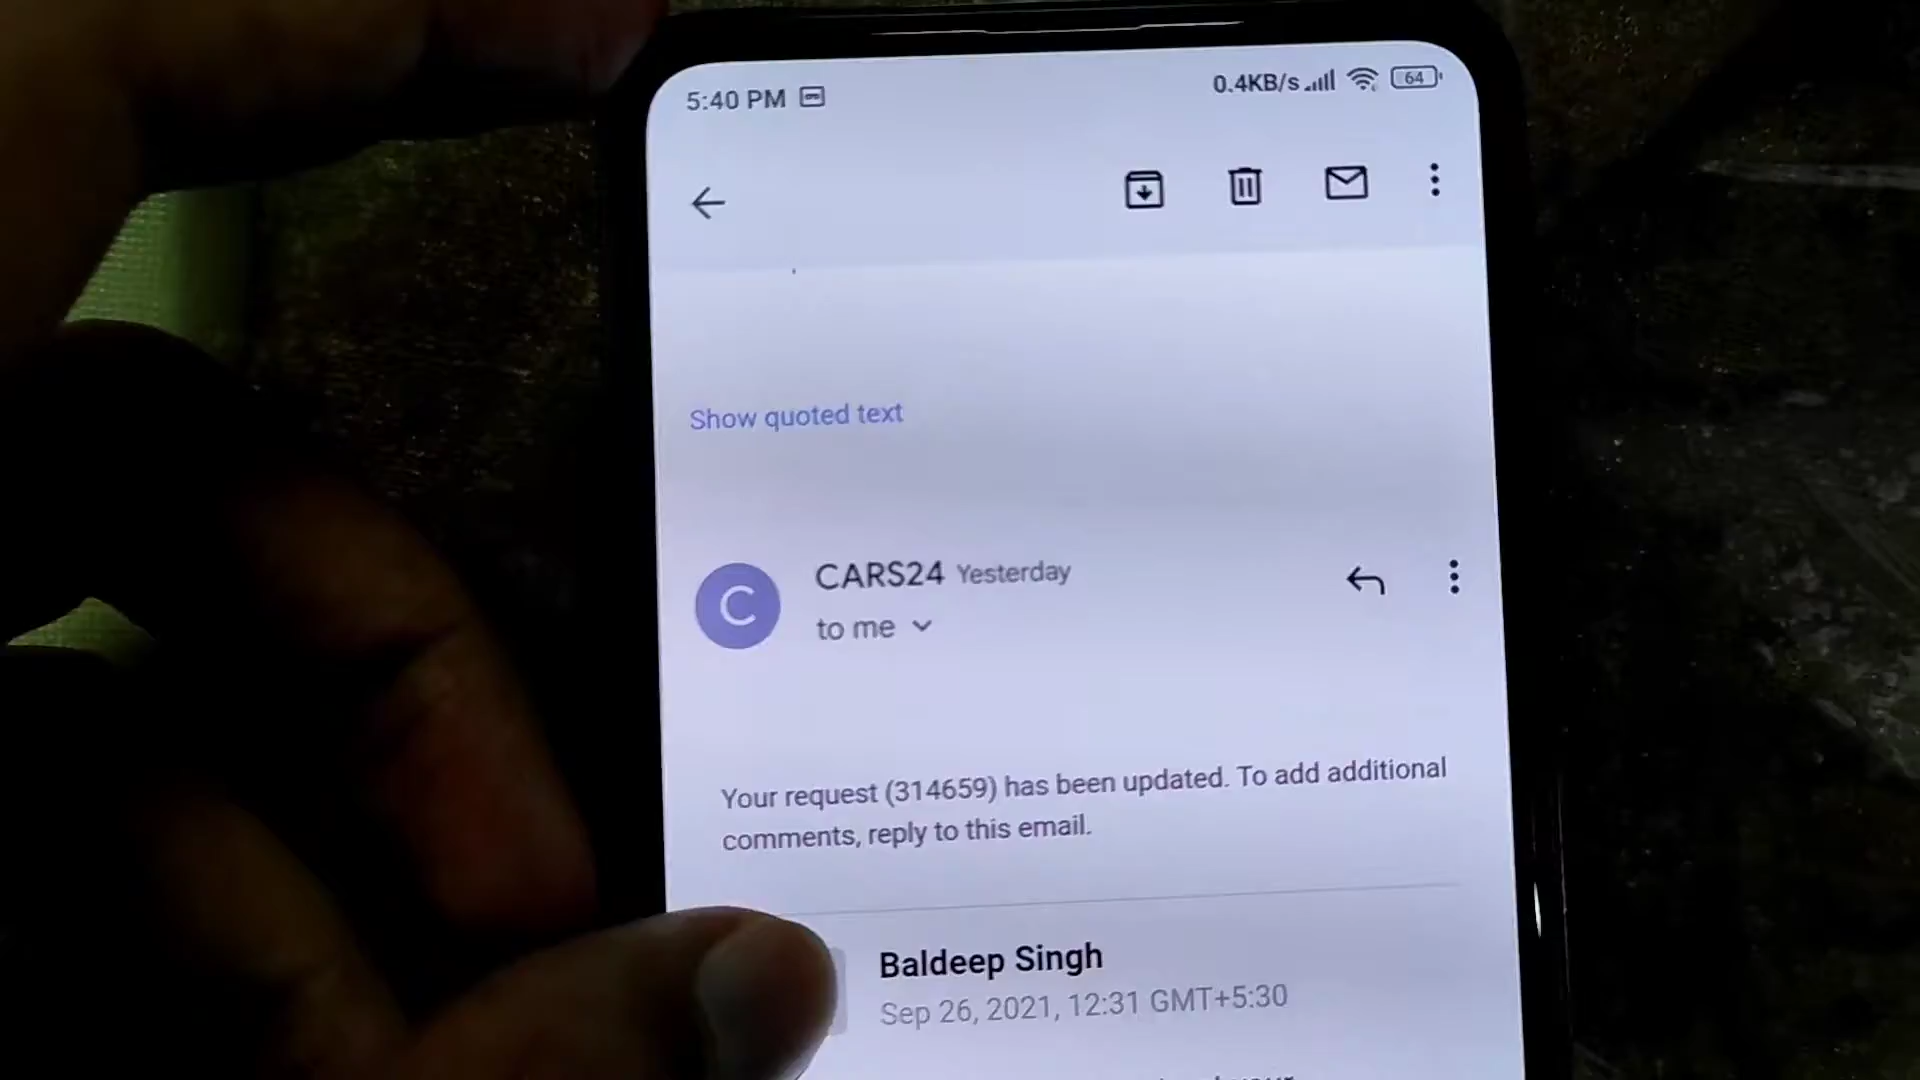 5:40 PM 0.4KB/s 64
Show quoted text
C
CARS24 Yesterday
to me
Your request (314659) has been updated. To add additional
comments, reply to this email.
Baldeep Singh
Sep 26, 2021, 12:31 GMT+5:30